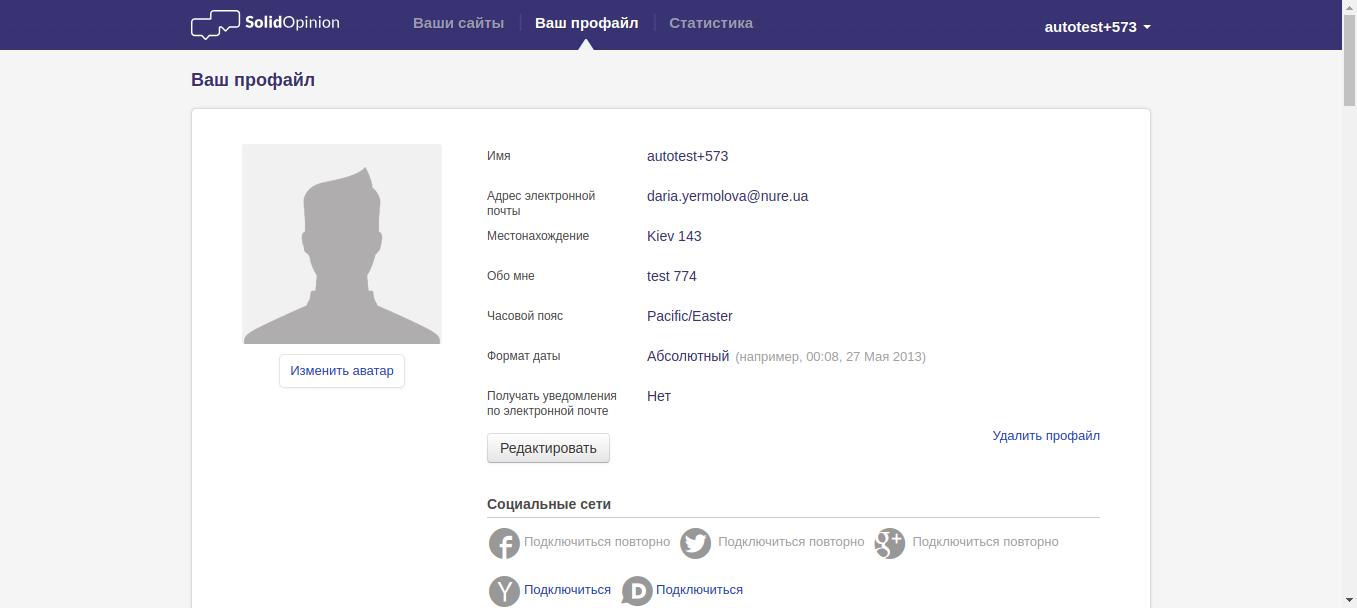 SolidOpinion
Ваши сайты
Ваш профайл
Статистика
autotest+573
Ваш профайл
Имя
autotest+573
Адрес электронной
почты
daria.yermolova@nure.ua
Местонахождение
Kiev 143
Обо мне
test 774
Часовой пояс
Pacific/Easter
Формат даты
Абсолютный (например, 00:08, 27 Мая 2013)
Изменить аватар
Получать уведомления
по электронной почте
Нет
Редактировать
Удалить профайл
Социальные сети
f Подключиться повторно
Подключиться повторно
g+ Подключиться повторно
Y Подключиться
D Подключиться